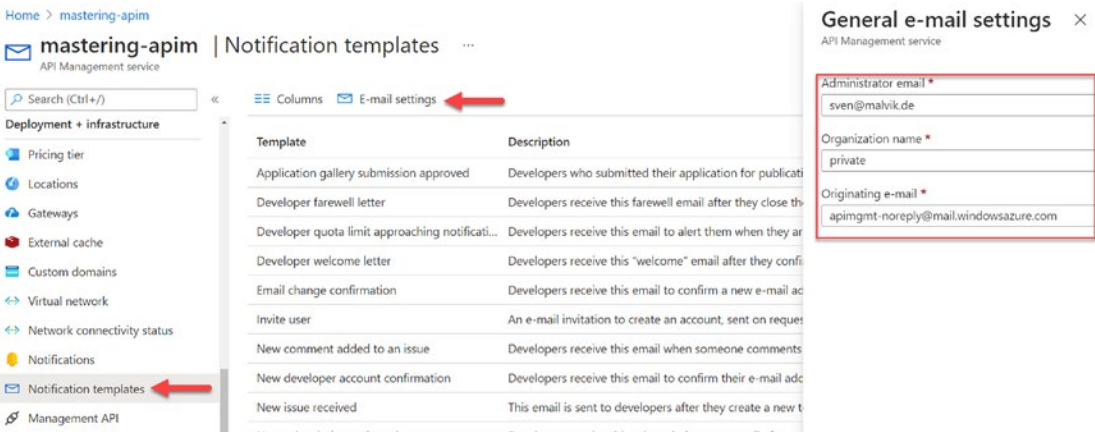 Home > mastering-apim
mastering-apim | Notification templates ...
API Management service
Search (Ctrl+/)
«
Deployment + infrastructure
Pricing tier
Locations
Gateways
External cache
Custom domains
Virtual network
Network connectivity status
Notifications
Notification templates
Management API
Columns
E-mail settings
Template Description
Application gallery submission approved Developers who submitted their application for publicati
Developer farewell letter Developers receive this farewell email after they close th
Developer quota limit approaching notificati... Developers receive this email to alert them when they ar
Developer welcome letter Developers receive this "welcome" email after they confi
Email change confirmation Developers receive this email to confirm a new e-mail ad
Invite user An e-mail invitation to create an account, sent on reques
New comment added to an issue Developers receive this email when someone comments
New developer account confirmation Developers receive this email to confirm their e-mail add
New issue received This email is sent to developers after they create a new t
General e-mail settings ×
API Management service
Administrator email *
sven@malvik.de
Organization name *
private
Originating e-mail *
apimgmt-noreply@mail.windowsazure.com